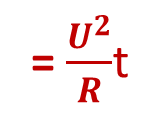 = U²/R t